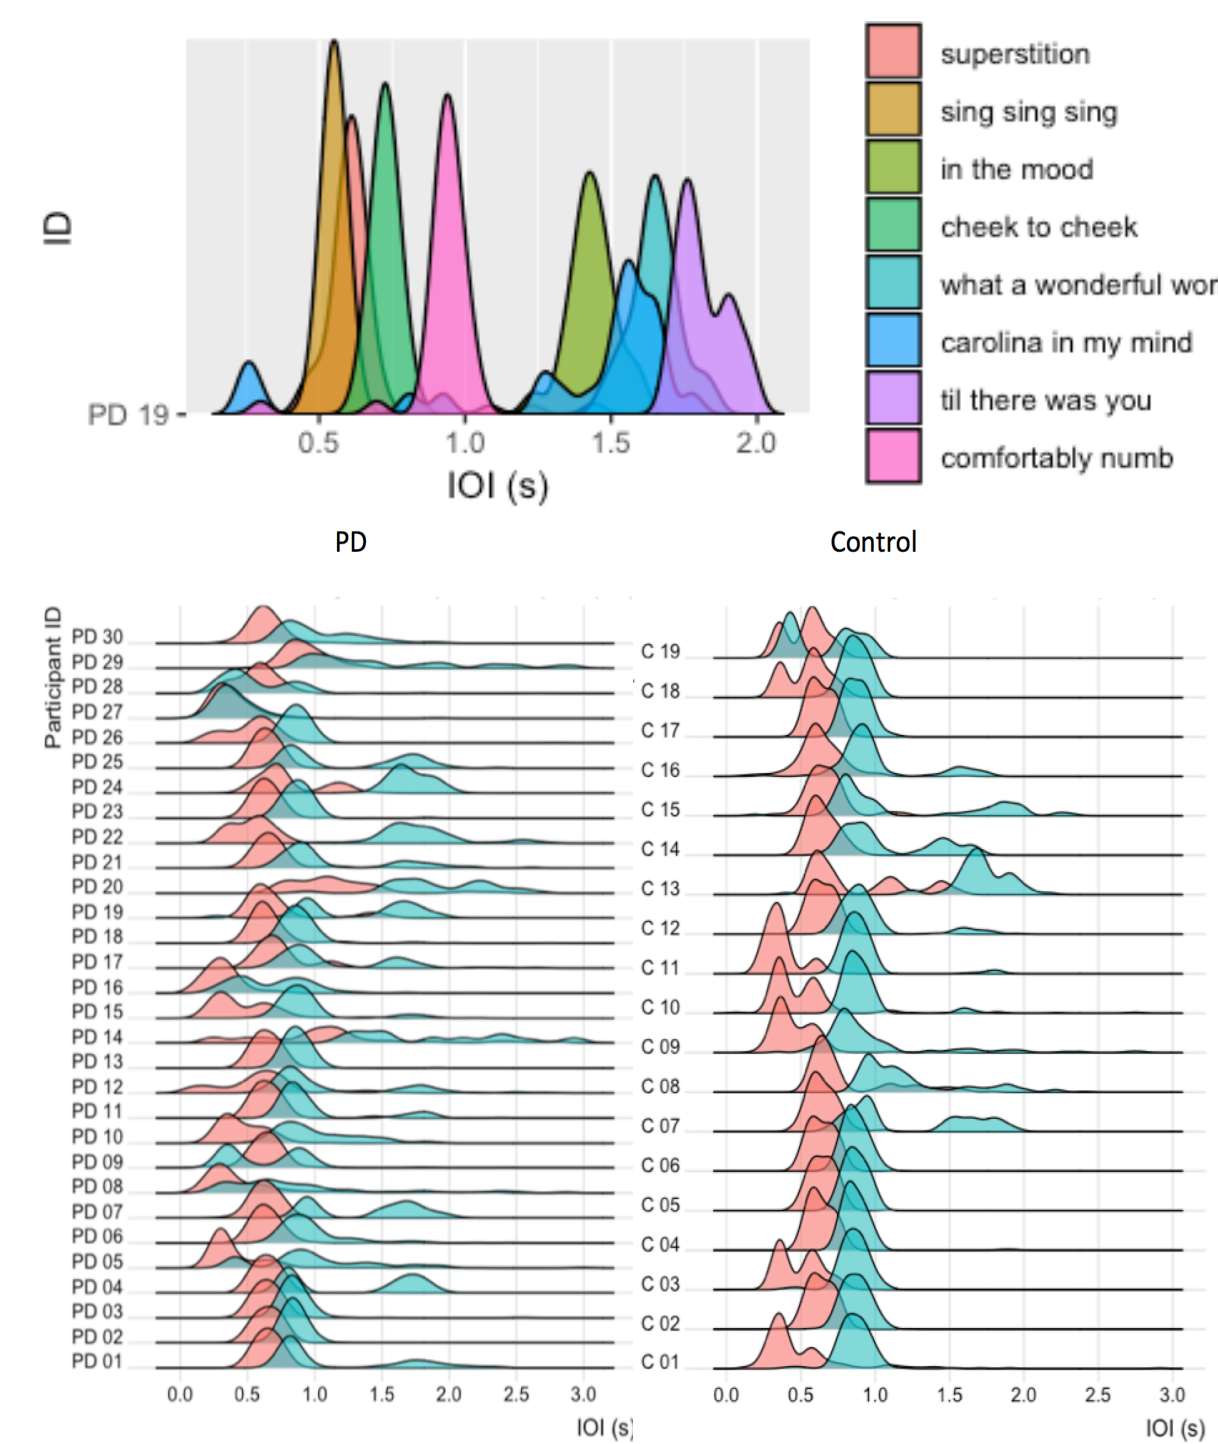 superstition
sing sing sing
in the mood
cheek to cheek
what a wonderful wor
carolina in my mind
til there was you
comfortably numb
ID
PD 19
0.5 1.0 1.5 2.0
IOI (s)
PD Control
Participant ID
PD 30
PD 29
PD 28
PD 27
PD 26
PD 25
PD 24
PD 23
PD 22
PD 21
PD 20
PD 19
PD 18
PD 17
PD 16
PD 15
PD 14
PD 13
PD 12
PD 11
PD 10
PD 09
PD 08
PD 07
PD 06
PD 05
PD 04
PD 03
PD 02
PD 01
0.0 0.5 1.0 1.5 2.0 2.5 3.0
IOI (s)
C 19
C 18
C 17
C 16
C 15
C 14
C 13
C 12
C 11
C 10
C 09
C 08
C 07
C 06
C 05
C 04
C 03
C 02
C 01
0.0 0.5 1.0 1.5 2.0 2.5 3.0
IOI (s)